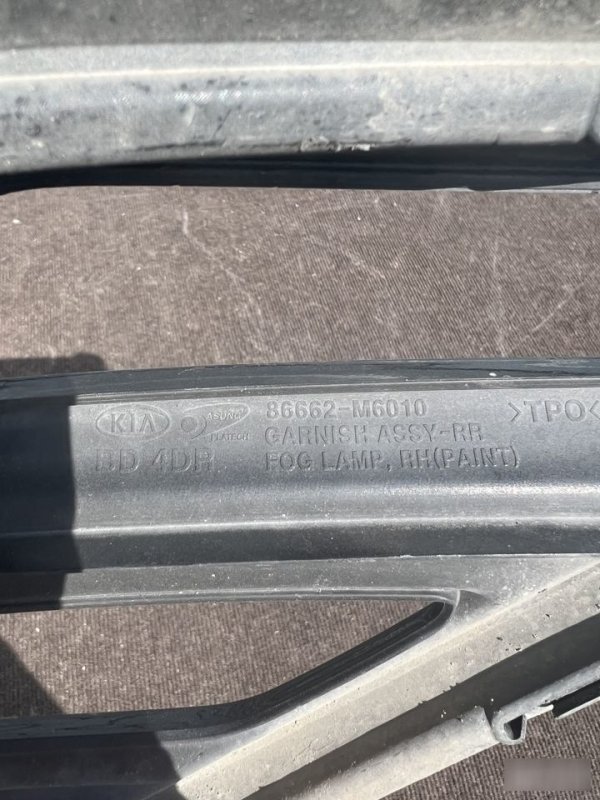 KIA
86662-M6010
>TPO<
GARNISH ASSY-RR
BD 4DR
FOG LAMP, RH(PAINT)